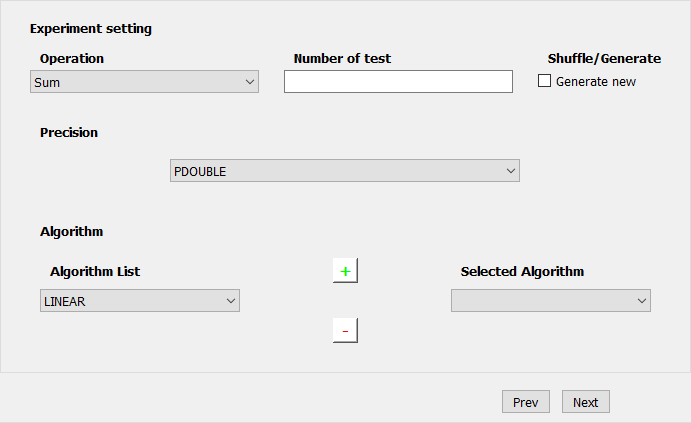 Experiment setting
Operation Number of test Shuffle/Generate
Sum Generate new
Precision
PDOUBLE
Algorithm
Algorithm List + Selected Algorithm
LINEAR
-
Prev Next